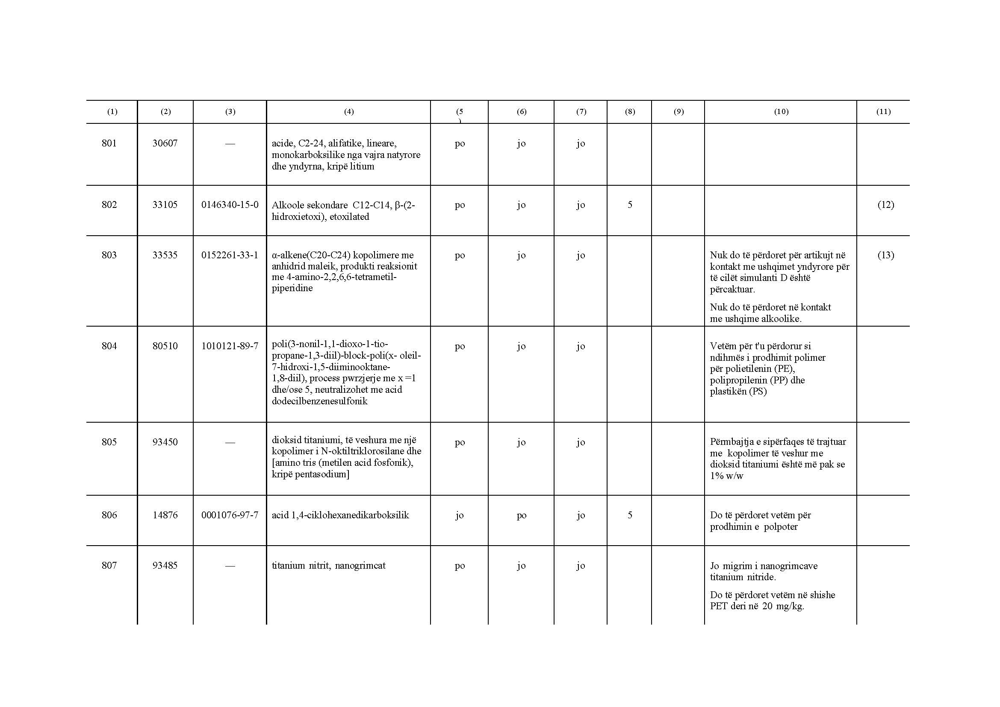 (1) (2) (3) (4) (5 (6) (7) (8) (9) (10) (11)
)
801 30607 — acide, C2-24, alifatike, lineare, po jo jo
monokarboksilike nga vajra natyrore
dhe yndyrna, kripë litium
802 33105 0146340-15-0 Alkoole sekondare C12-C14, β-(2- po jo jo 5 (12)
hidroxietoxi), etoxilated
803 33535 0152261-33-1 α-alkene(C20-C24) kopolimere me po jo jo Nuk do të përdoret për artikujt në (13)
anhidrid maleik, produkti reaksionit kontakt me ushqimet yndyrore për
me 4-amino-2,2,6,6-tetrametil- të cilët simulanti D është
piperidine përcaktuar.
Nuk do të përdoret në kontakt
me ushqime alkoolike.
804 80510 1010121-89-7 poli(3-nonil-1,1-dioxo-1-tio- po jo jo Vetëm për t'u përdorur si
propane-1,3-diil)-block-poli(x- oleil- ndihmës i prodhimit polimer
7-hidroxi-1,5-diiminooktane- për polietilenin (PE),
1,8-diil), process pwrzjerje me x =1 polipropilenin (PP) dhe
dhe/ose 5, neutralizohet me acid plastikën (PS)
dodecilbenzenesulfonik
805 93450 — dioksid titaniumi, të veshura me një po jo jo Përmbajtja e sipërfaqes të trajtuar
kopolimer i N-oktiltriklorosilane dhe me kopolimer të veshur me
[amino tris (metilen acid fosfonik), dioksid titaniumi është më pak se
kripë pentasodium] 1% w/w
806 14876 0001076-97-7 acid 1,4-ciklohexanedikarboksilik jo po jo 5 Do të përdoret vetëm për
prodhimin e polpoter
807 93485 — titanium nitrit, nanogrimcat po jo jo Jo migrim i nanogrimcave
titanium nitride.
Do të përdoret vetëm në shishe
PET deri në 20 mg/kg.